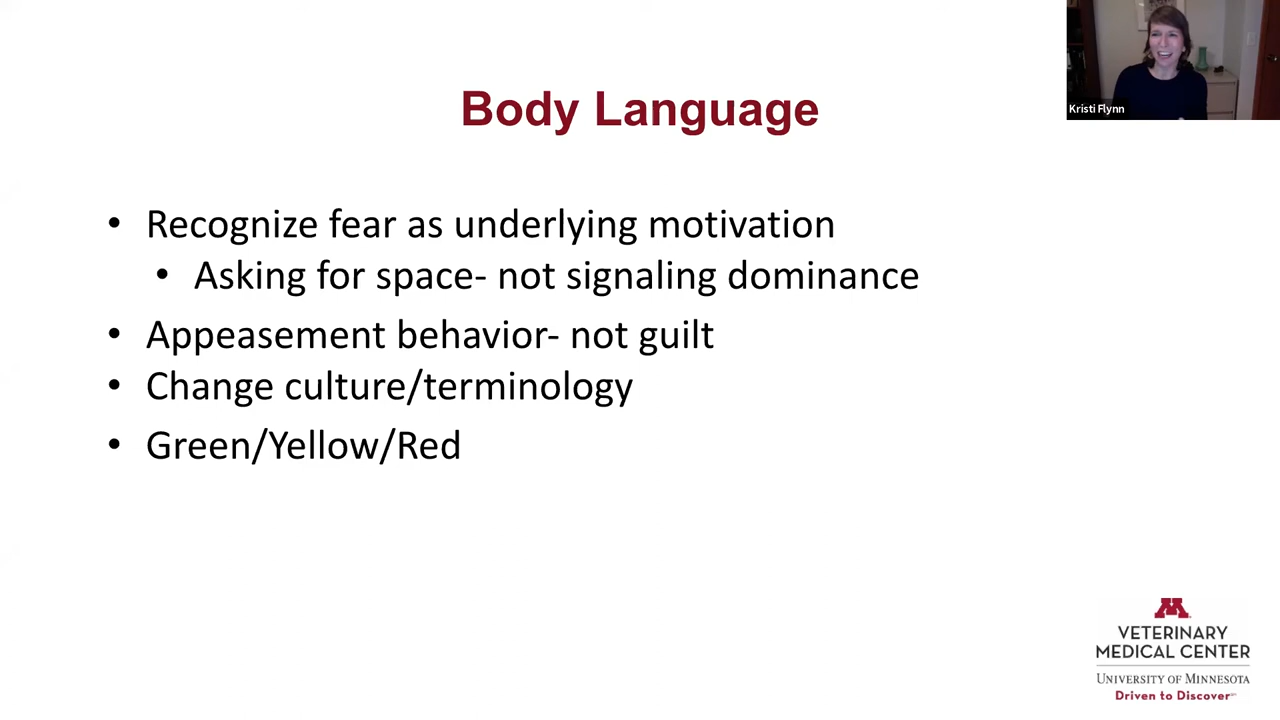 Body Language
Kristi Flynn
• Recognize fear as underlying motivation
• Asking for space- not signaling dominance
• Appeasement behavior- not guilt
• Change culture/terminology
• Green/Yellow/Red
M
VETERINARY
MEDICAL CENTER
UNIVERSITY OF MINNESOTA
Driven to Discover℠